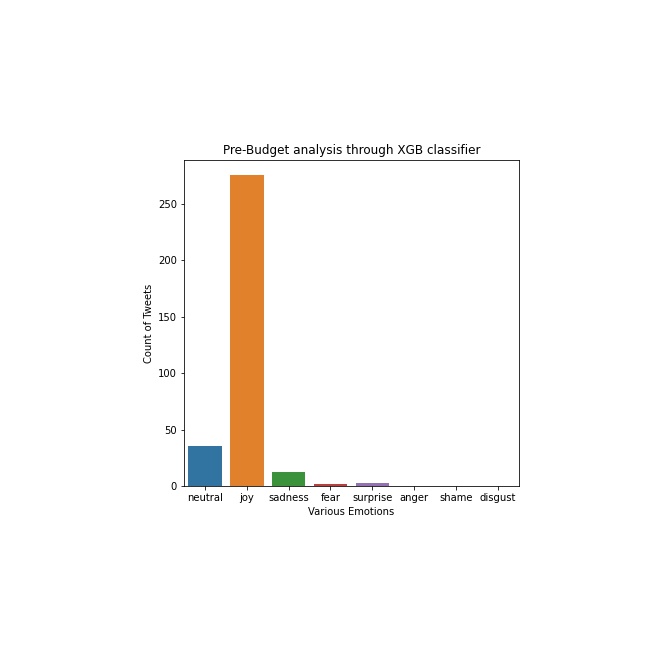 Pre-Budget analysis through XGB classifier
250
200
150
100
50
0
Count of Tweets
neutral joy sadness fear surprise anger shame disgust
Various Emotions